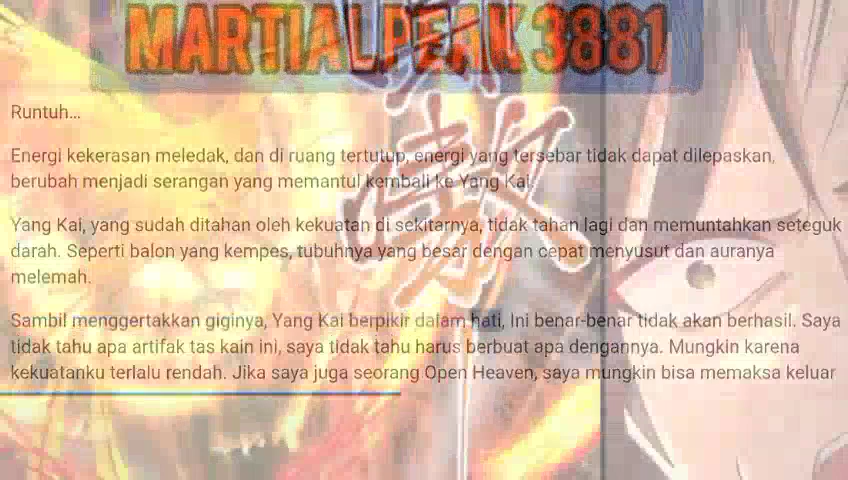 MARTIAL PEAK 3881
Runtuh...
Energi kekerasan meledak, dan di ruang tertutup, energi yang tersebar tidak dapat dilepaskan,
berubah menjadi serangan yang memantul kembali ke Yang Kai.
Yang Kai, yang sudah ditahan oleh kekuatan di sekitarnya, tidak tahan lagi dan memuntahkan seteguk
darah. Seperti balon yang kempes, tubuhnya yang besar dengan cepat menyusut dan auranya
melemah.
Sambil menggertakkan giginya, Yang Kai berpikir dalam hati, Ini benar-benar tidak akan berhasil. Saya
tidak tahu apa artifak tas kain ini, saya tidak tahu harus berbuat apa dengannya. Mungkin karena
kekuatanku terlalu rendah. Jika saya juga seorang Open Heaven, saya mungkin bisa memaksa keluar